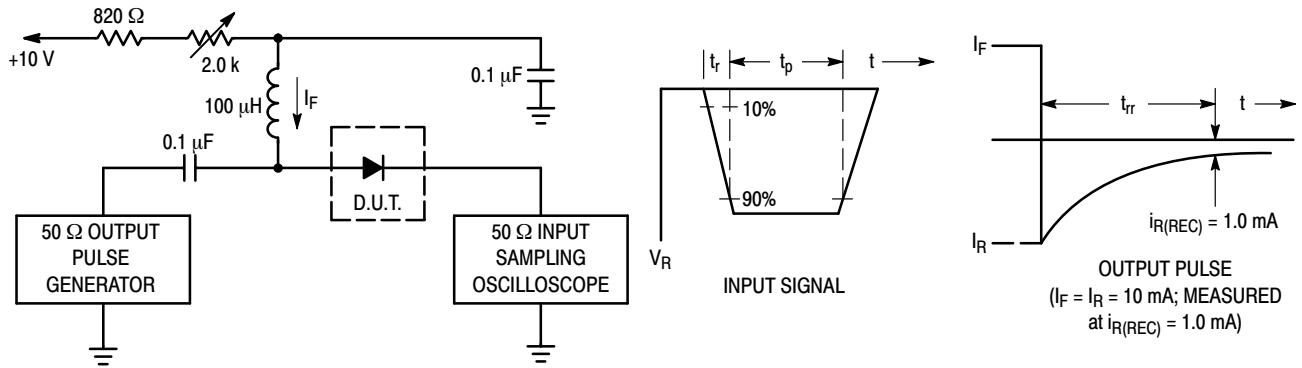 820 Ω
+10 V
2.0 k
100 μH
I_F
0.1 μF
0.1 μF
D.U.T.
50 Ω OUTPUT
PULSE
GENERATOR
50 Ω INPUT
SAMPLING
OSCILLOSCOPE
t_r
t_p
t
10%
90%
V_R
INPUT SIGNAL
I_F
t_rr
t
I_R
i_R(REC) = 1.0 mA
OUTPUT PULSE
(I_F = I_R = 10 mA; MEASURED
at i_R(REC) = 1.0 mA)